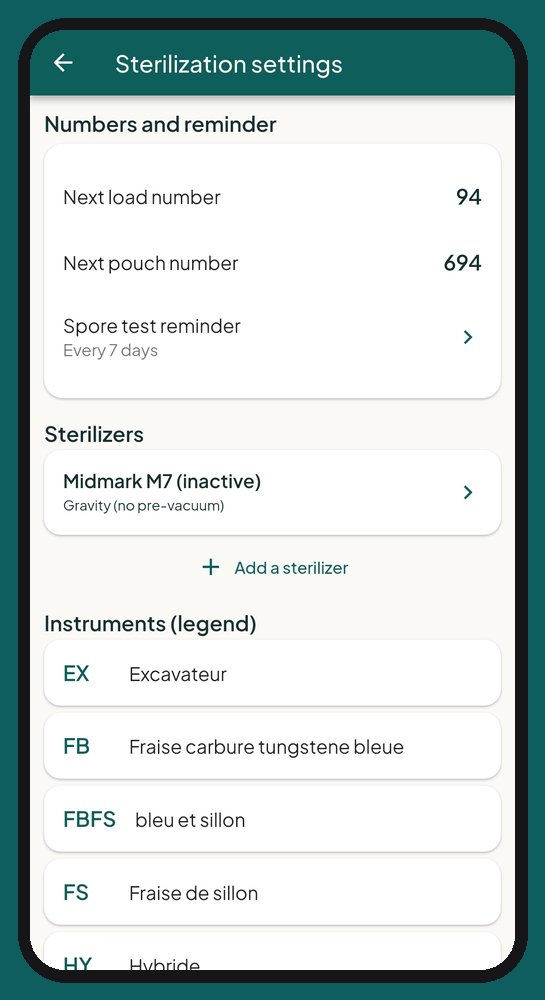 Sterilization settings
Numbers and reminder
Next load number 94
Next pouch number 694
Spore test reminder
Every 7 days
Sterilizers
Midmark M7 (inactive)
Gravity (no pre-vacuum)
+ Add a sterilizer
Instruments (legend)
EX Excavateur
FB Fraise carbure tungstene bleue
FBFS bleu et sillon
FS Fraise de sillon
HY Hybride